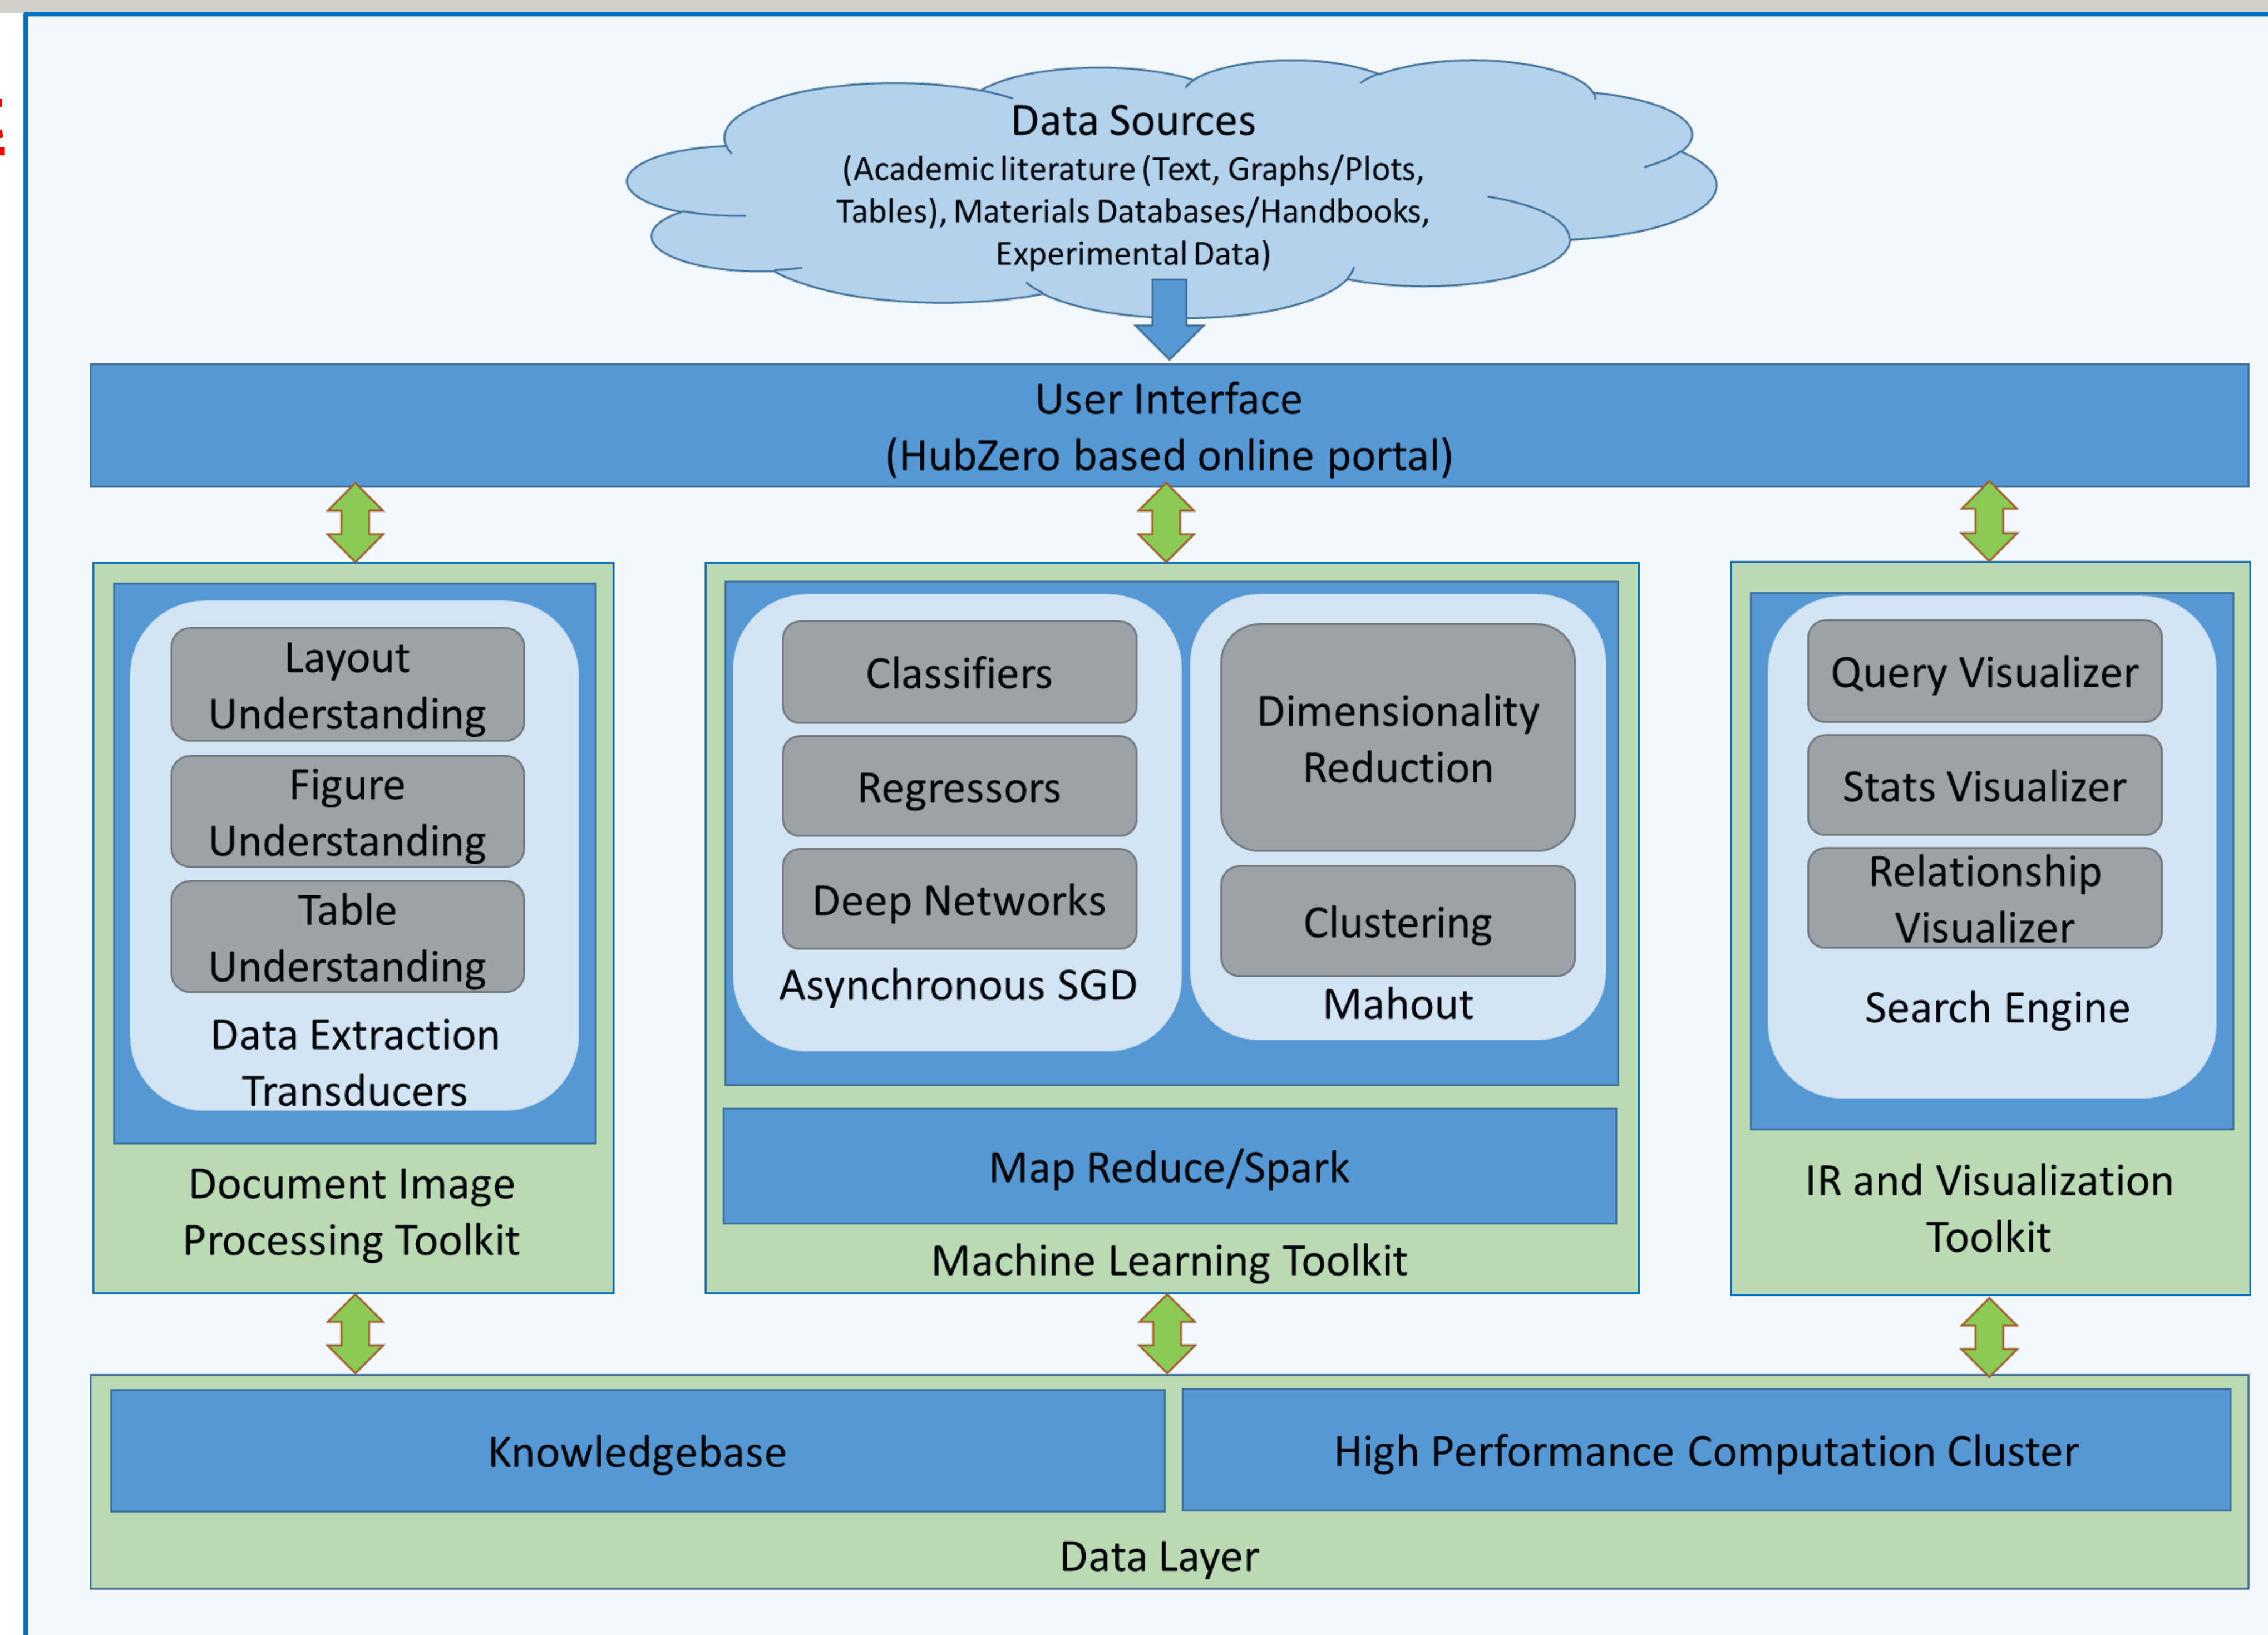 Data Sources
(Academic literature (Text, Graphs/Plots,
Tables), Materials Databases/Handbooks,
Experimental Data)
User Interface
(HubZero based online portal)
Layout
Understanding
Figure
Understanding
Table
Understanding
Data Extraction
Transducers
Document Image
Processing Toolkit
Classifiers
Regressors
Deep Networks
Asynchronous SGD
Dimensionality
Reduction
Clustering
Mahout
Map Reduce/Spark
Machine Learning Toolkit
Query Visualizer
Stats Visualizer
Relationship
Visualizer
Search Engine
IR and Visualization
Toolkit
Knowledgebase
High Performance Computation Cluster
Data Layer